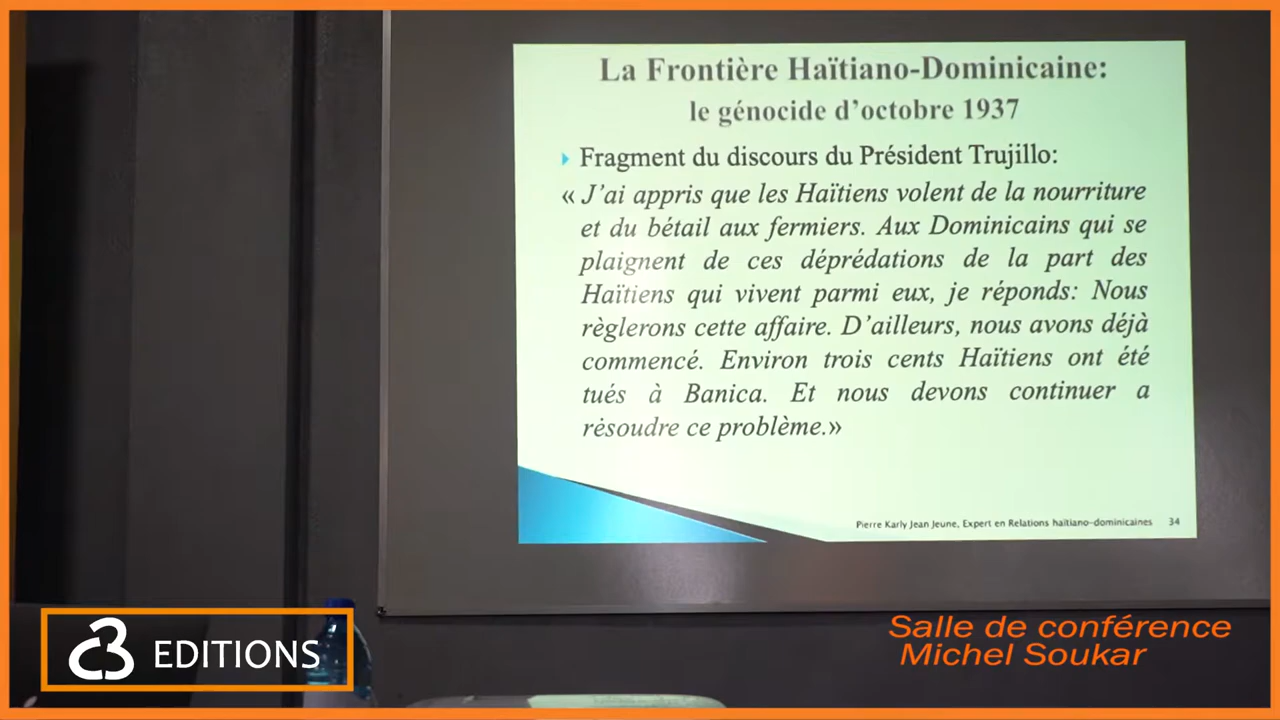 La Frontière Haïtiano-Dominicaine:
le génocide d'octobre 1937
Fragment du discours du Président Trujillo:
« J'ai appris que les Haïtiens volent de la nourriture
et du bétail aux fermiers. Aux Dominicains qui se
plaignent de ces déprédations de la part des
Haïtiens qui vivent parmi eux, je réponds: Nous
règlerons cette affaire. D'ailleurs, nous avons déjà
commencé. Environ trois cents Haïtiens ont été
tués à Banica. Et nous devons continuer a
résoudre ce problème.»
Pierre Karly Jean Jeune, Expert en Relations haïtiano-dominicaines 34
C3 EDITIONS
Salle de conférence
Michel Soukar